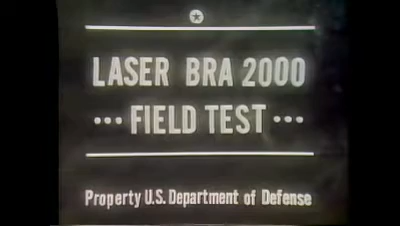 LASER BRA 2000
... FIELD TEST ...
Property U.S. Department of Defense